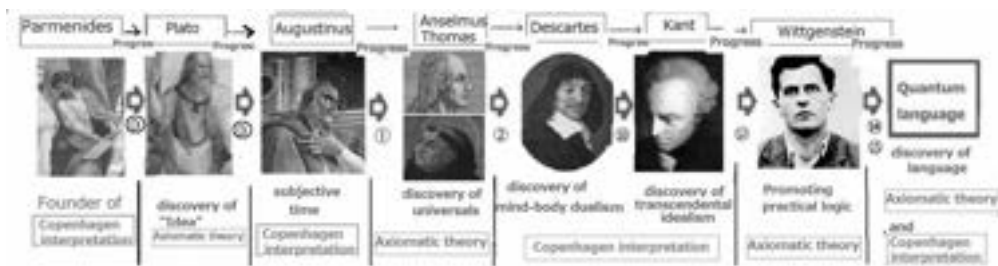 Parmenides
Plato
Augustinus
Anselmus
Thomas
Descartes
Kant
Wittgenstein
Progress
Progress
Progress
Progress
Progress
Progress
①
②
⑩
Quantum
language
Founder of
Copenhagen
interpretation
discovery of
"Idea"
Axiomatic theory
subjective
time
Copenhagen
interpretation
discovery of
universals
Axiomatic theory
discovery of
mind-body dualism
discovery of
transcendental
idealism
Copenhagen interpretation
Promoting
practical logic
Axiomatic theory
discovery of
language
Axiomatic theory
and
Copenhagen
interpretation